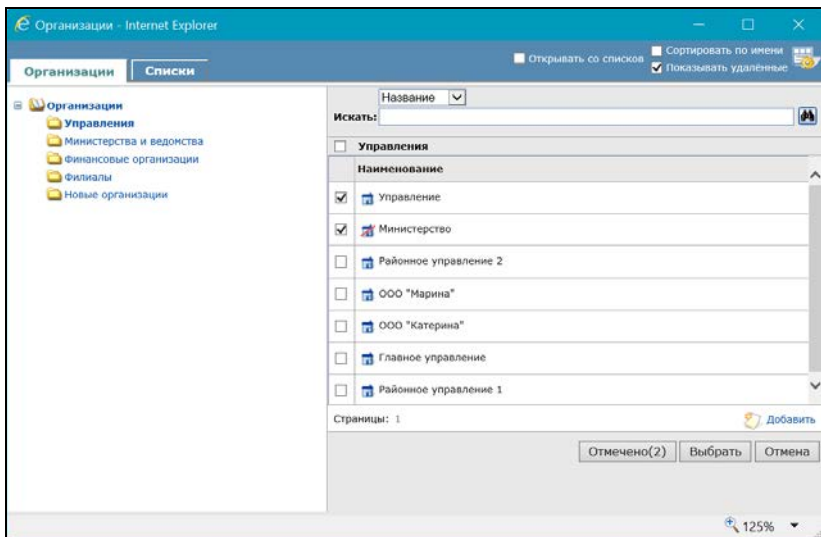 Организации - Internet Explorer
Организации Списки
Открывать со списков
Сортировать по имени
Показывать удалённые
Организации
Управления
Министерства и ведомства
Финансовые организации
Филиалы
Новые организации
Название
Искать:
Управления
Наименование
Управление
Министерство
Районное управление 2
ООО "Марина"
ООО "Катерина"
Главное управление
Районное управление 1
Страницы: 1
Добавить
Отмечено(2) Выбрать Отмена
125%